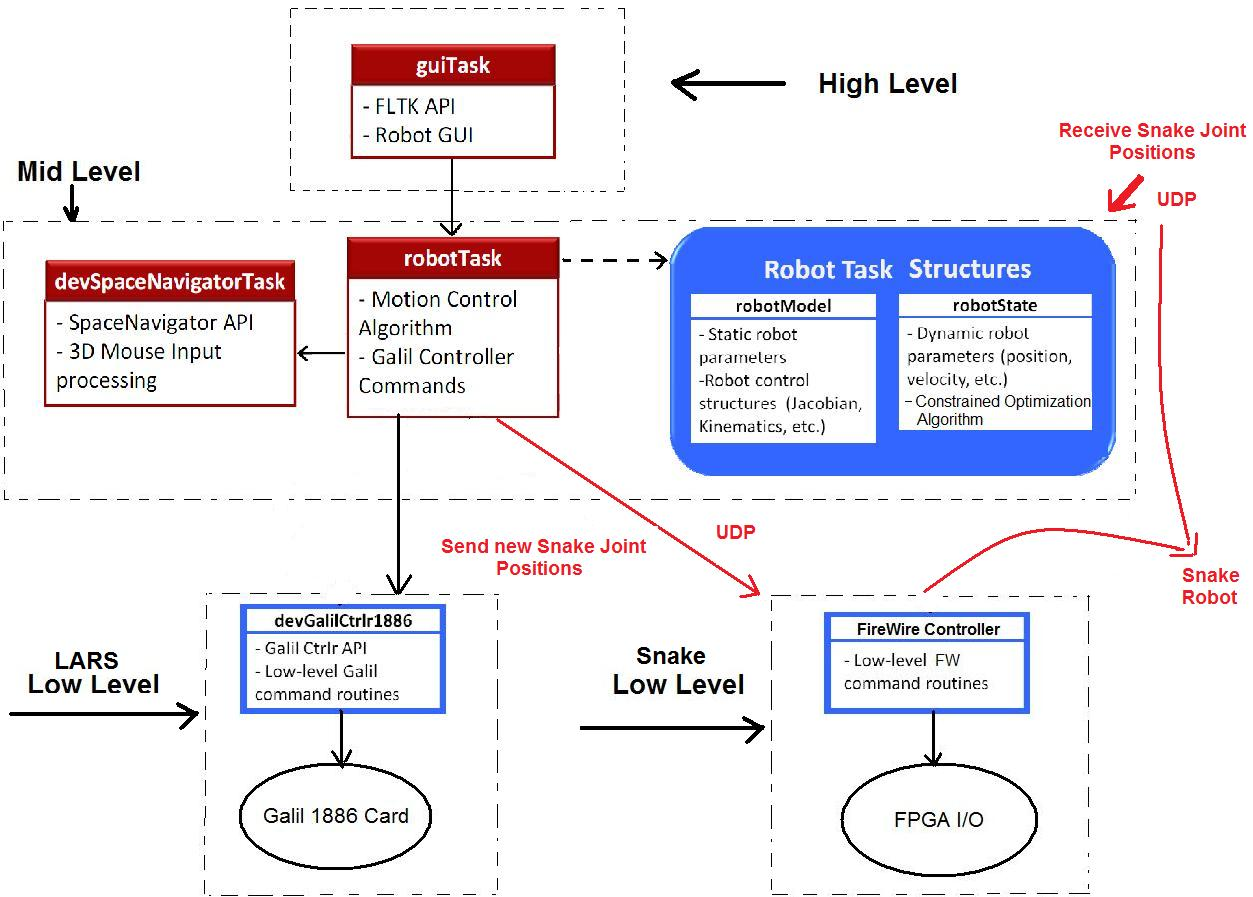 guiTask
- FLTK API
- Robot GUI
High Level
Receive Snake Joint
Positions
UDP
Mid Level
devSpaceNavigatorTask
- SpaceNavigator API
- 3D Mouse Input
processing
robotTask
- Motion Control
Algorithm
- Galil Controller
Commands
Robot Task Structures
robotModel
- Static robot
parameters
-Robot control
structures (Jacobian,
Kinematics, etc.)
robotState
- Dynamic robot
parameters (position,
velocity, etc.)
- Constrained Optimization
Algorithm
Send new Snake Joint
Positions
UDP
Snake
Robot
LARS
Low Level
devGalilCtrlr1886
- Galil Ctrlr API
- Low-level Galil
command routines
Galil 1886 Card
Snake
Low Level
FireWire Controller
- Low-level FW
command routines
FPGA I/O